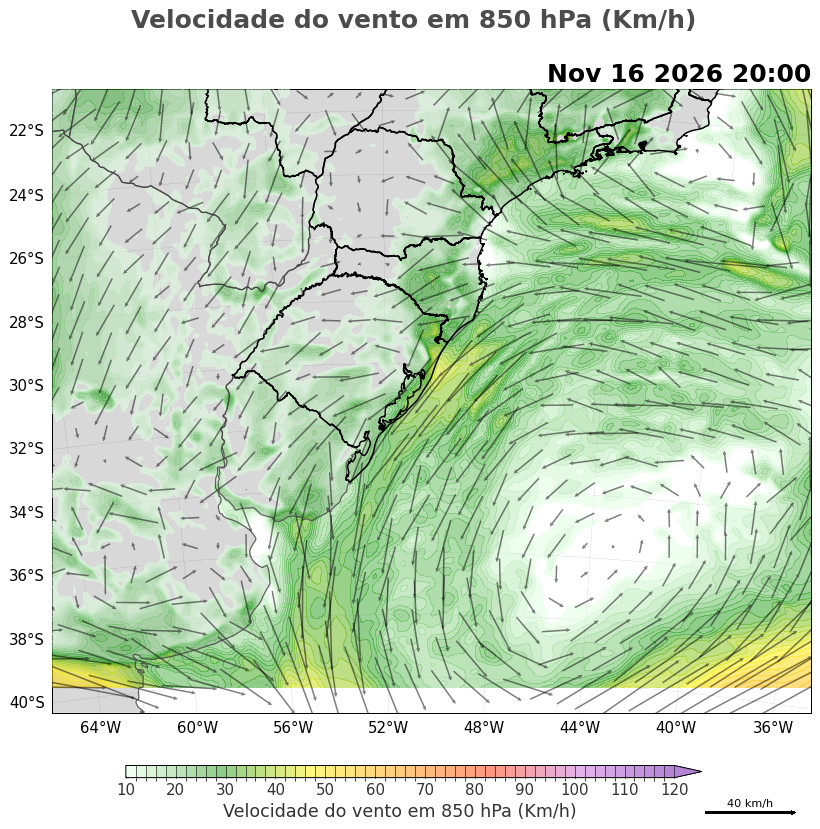 Velocidade do vento em 850 hPa (Km/h)
Nov 16 2026 20:00
22°S
24°S
26°S
28°S
30°S
32°S
34°S
36°S
38°S
40°S
64°W 60°W 56°W 52°W 48°W 44°W 40°W 36°W
10 20 30 40 50 60 70 80 90 100 110 120
Velocidade do vento em 850 hPa (Km/h)
40 km/h